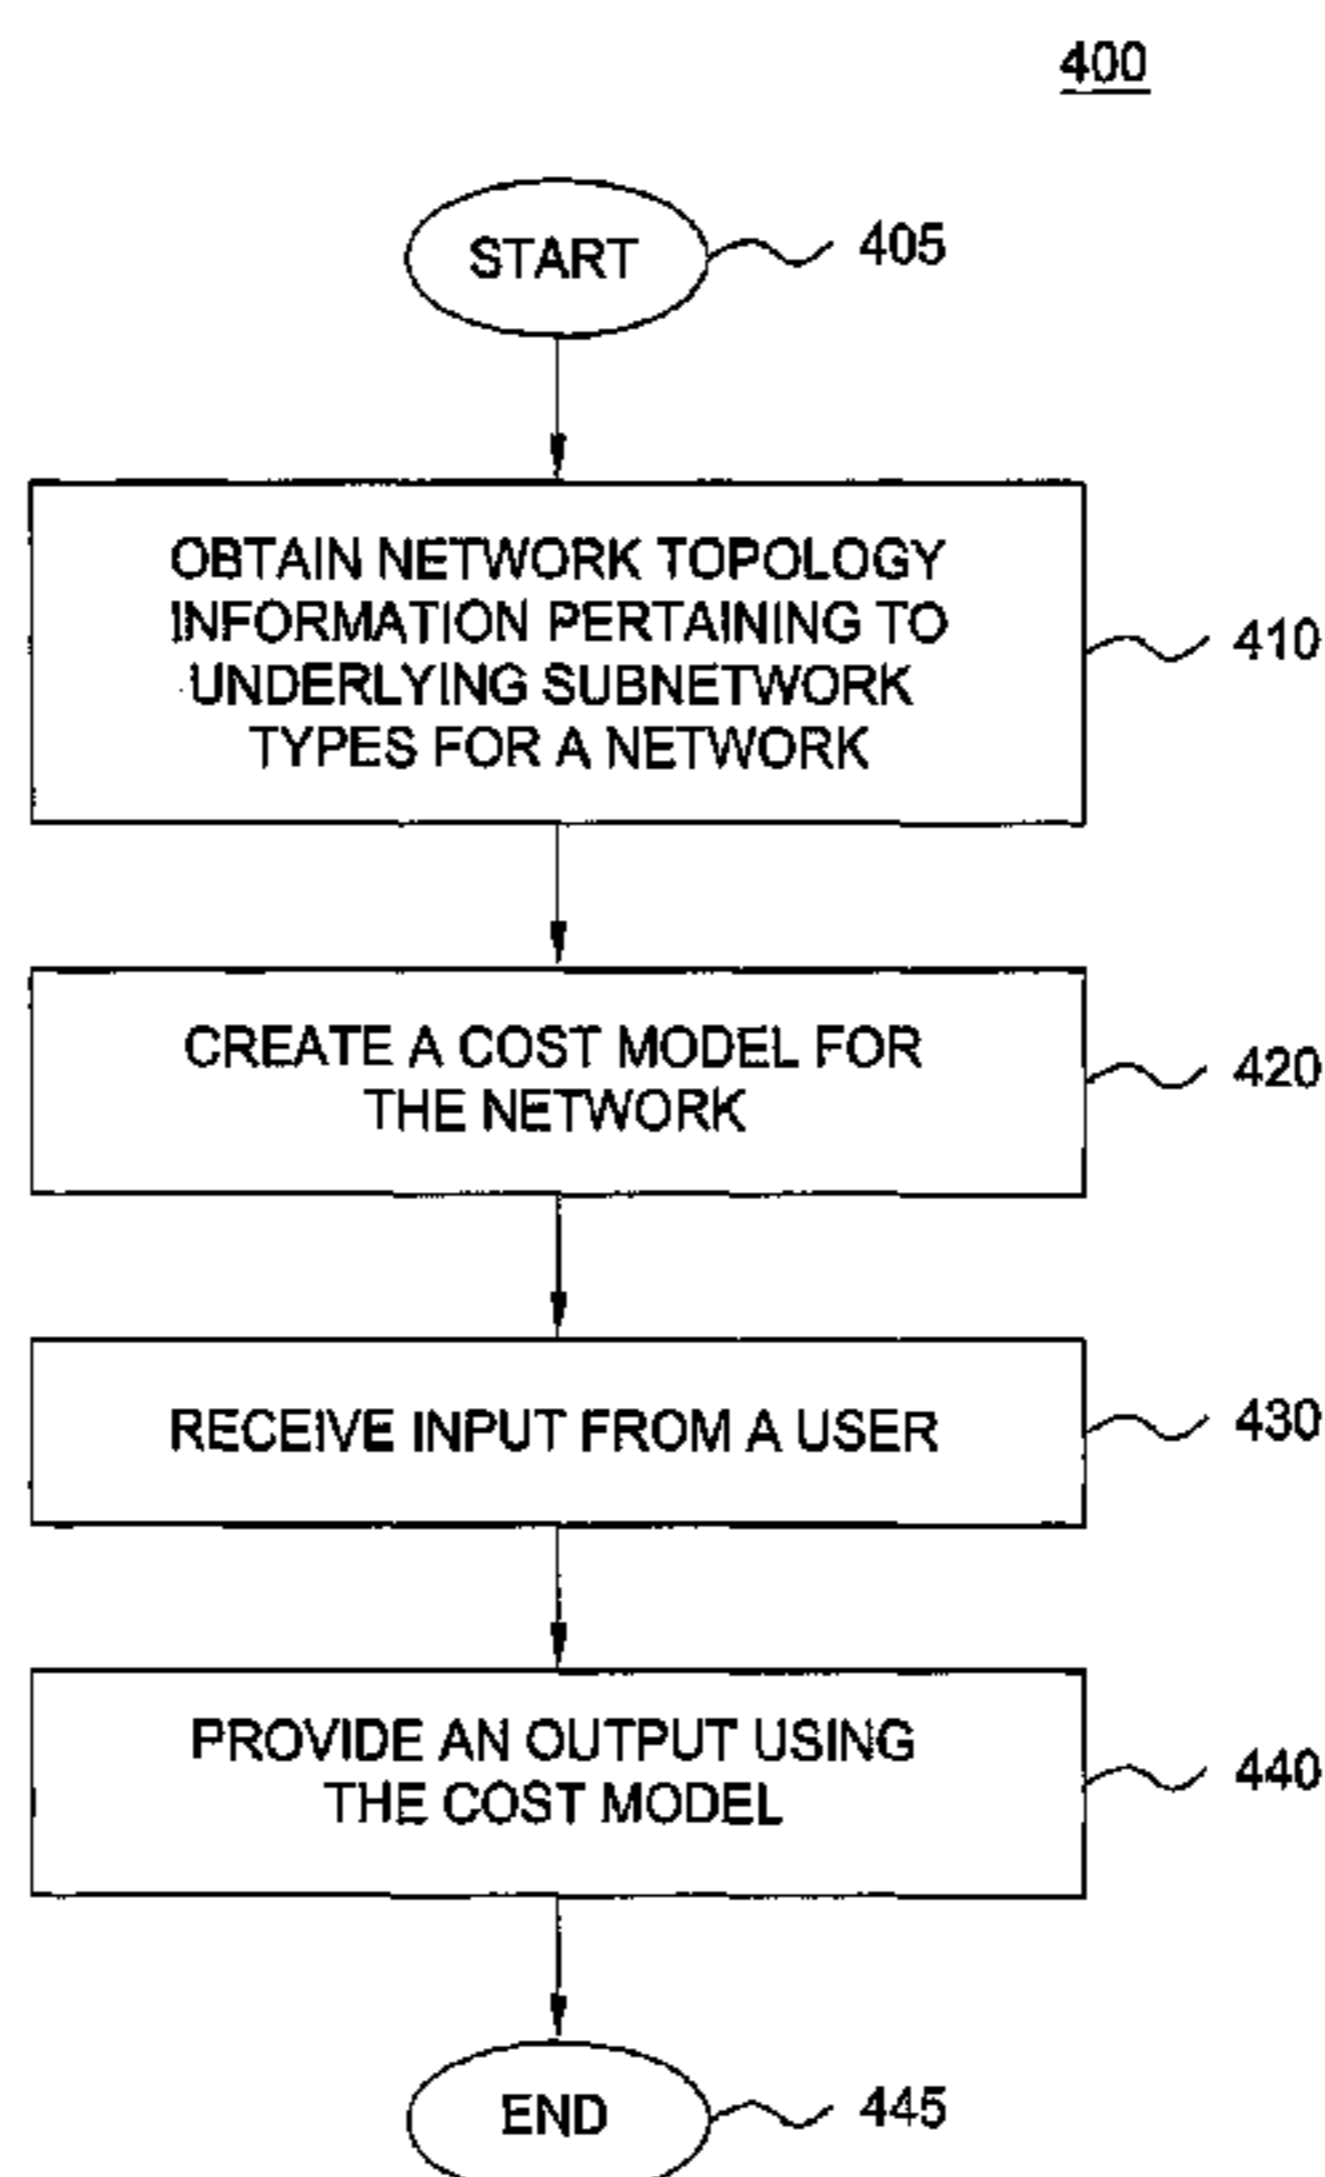 400
START
405
OBTAIN NETWORK TOPOLOGY
INFORMATION PERTAINING TO
UNDERLYING SUBNETWORK
TYPES FOR A NETWORK
410
CREATE A COST MODEL FOR
THE NETWORK
420
RECEIVE INPUT FROM A USER
430
PROVIDE AN OUTPUT USING
THE COST MODEL
440
END
445